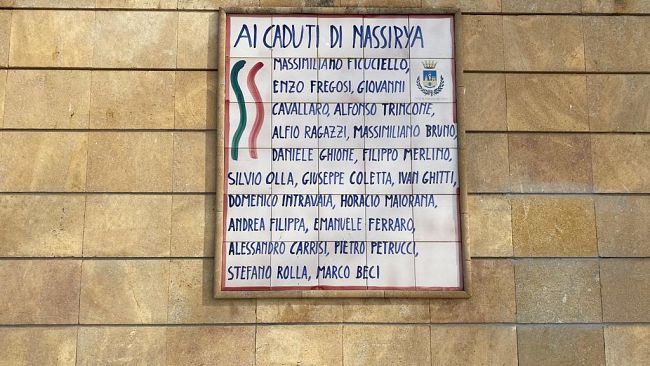 AI CADUTI DI NASSIRYA
MASSIMILIANO FICUCIELLO,
ENZO FREGOSI, GIOVANNI
CAVALLARO, ALFONSO TRINCONE,
ALFIO RAGAZZI, MASSIMILIANO BRUNO,
DANIELE GHIONE, FILIPPO MERLINO,
SILVIO OLLA, GIUSEPPE COLETTA, IVAN GHITTI,
DOMENICO INTRAVAIA, HORACIO MAIORANA,
ANDREA FILIPPA, EMANUELE FERRARO,
ALESSANDRO CARRISI, PIETRO PETRUCCI,
STEFANO ROLLA, MARCO BECI